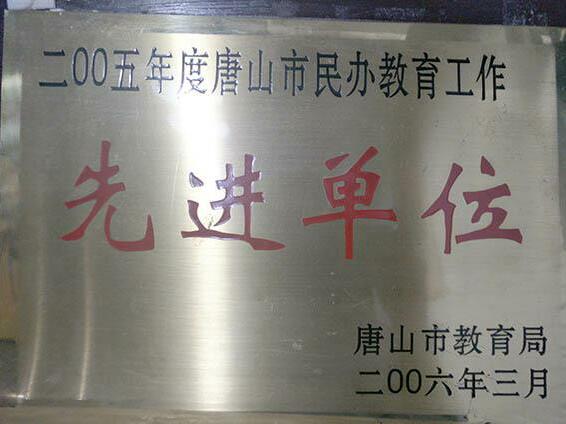 二00五年度唐山市民办教育工作
先进单位
唐山市教育局
二00六年三月